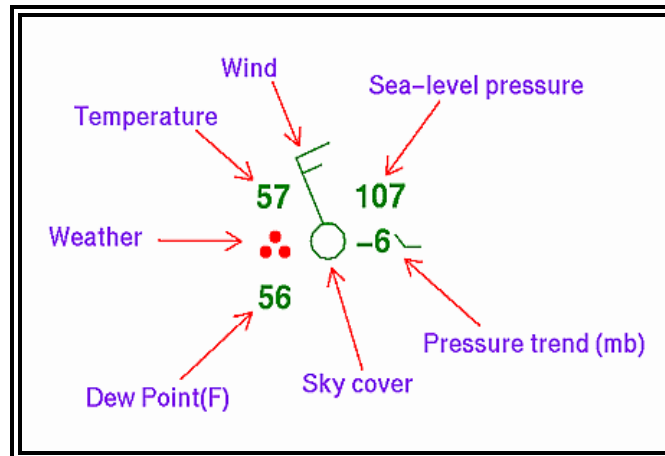 Wind
Sea-level pressure
Temperature
57
107
Weather
-6
56
Pressure trend (mb)
Sky cover
Dew Point(F)